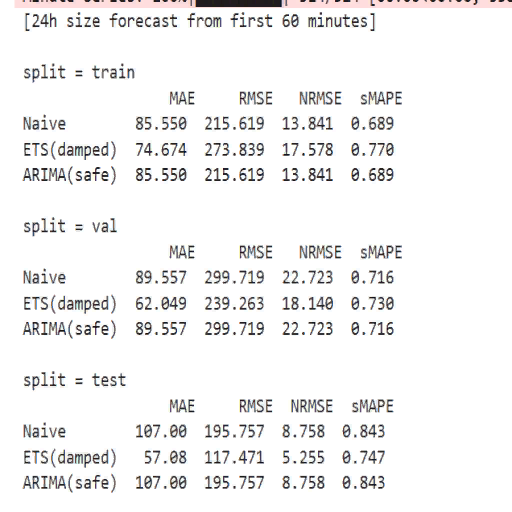 [24h size forecast from first 60 minutes]
split = train
MAE RMSE NRMSE sMAPE
Naive 85.550 215.619 13.841 0.689
ETS(damped) 74.674 273.839 17.578 0.770
ARIMA(safe) 85.550 215.619 13.841 0.689
split = val
MAE RMSE NRMSE sMAPE
Naive 89.557 299.719 22.723 0.716
ETS(damped) 62.049 239.263 18.140 0.730
ARIMA(safe) 89.557 299.719 22.723 0.716
split = test
MAE RMSE NRMSE sMAPE
Naive 107.00 195.757 8.758 0.843
ETS(damped) 57.08 117.471 5.255 0.747
ARIMA(safe) 107.00 195.757 8.758 0.843